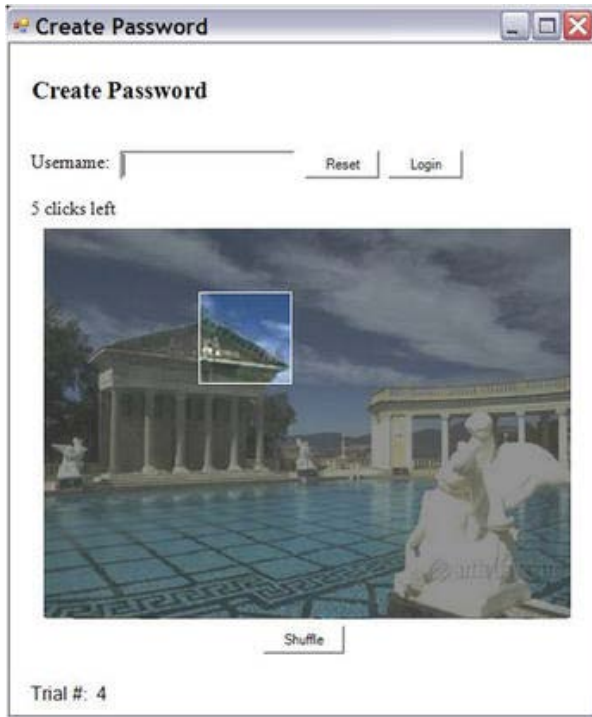 Create Password
Create Password
Username: Reset Login
5 clicks left
Shuffle
Trial #: 4